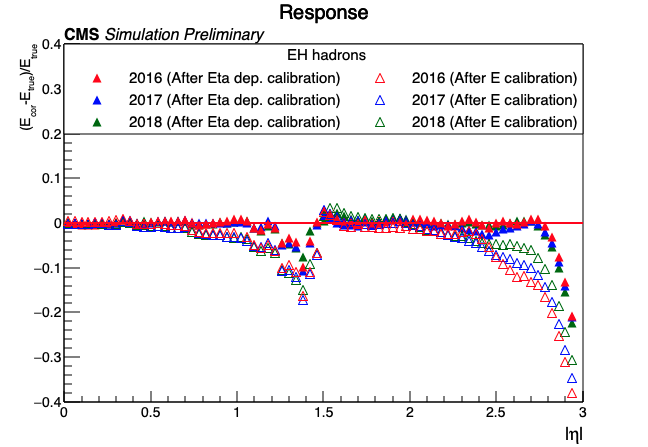 Response
CMS Simulation Preliminary
(Ecor-Etrue)/Etrue
EH hadrons
2016 (After Eta dep. calibration) 2016 (After E calibration)
2017 (After Eta dep. calibration) 2017 (After E calibration)
2018 (After Eta dep. calibration) 2018 (After E calibration)
0.4
0.3
0.2
0.1
0
−0.1
−0.2
−0.3
−0.4
0 0.5 1 1.5 2 2.5 3
|η|